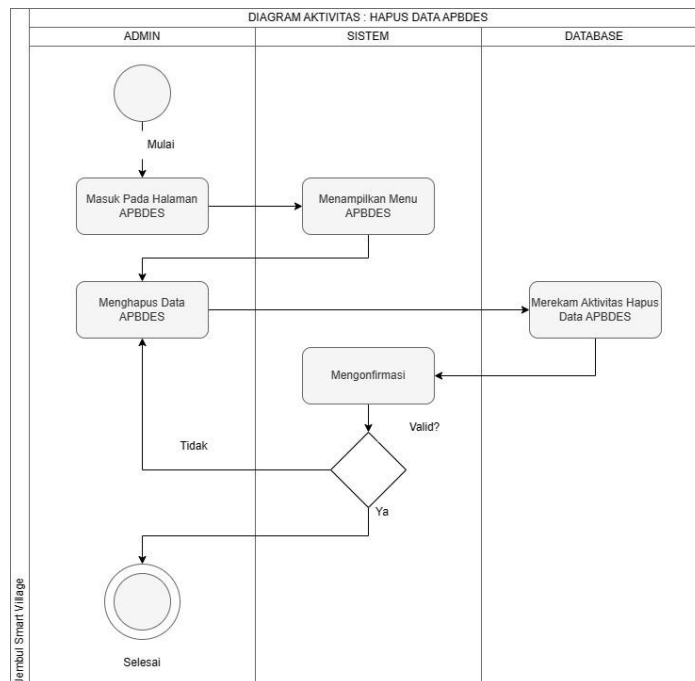 DIAGRAM AKTIVITAS : HAPUS DATA APBDES
ADMIN
SISTEM
DATABASE
Mulai
Masuk Pada Halaman
APBDES
Menampilkan Menu
APBDES
Menghapus Data
APBDES
Merekam Aktivitas Hapus
Data APBDES
Mengonfirmasi
Valid?
Tidak
Ya
Selesai
Jembul Smart Village